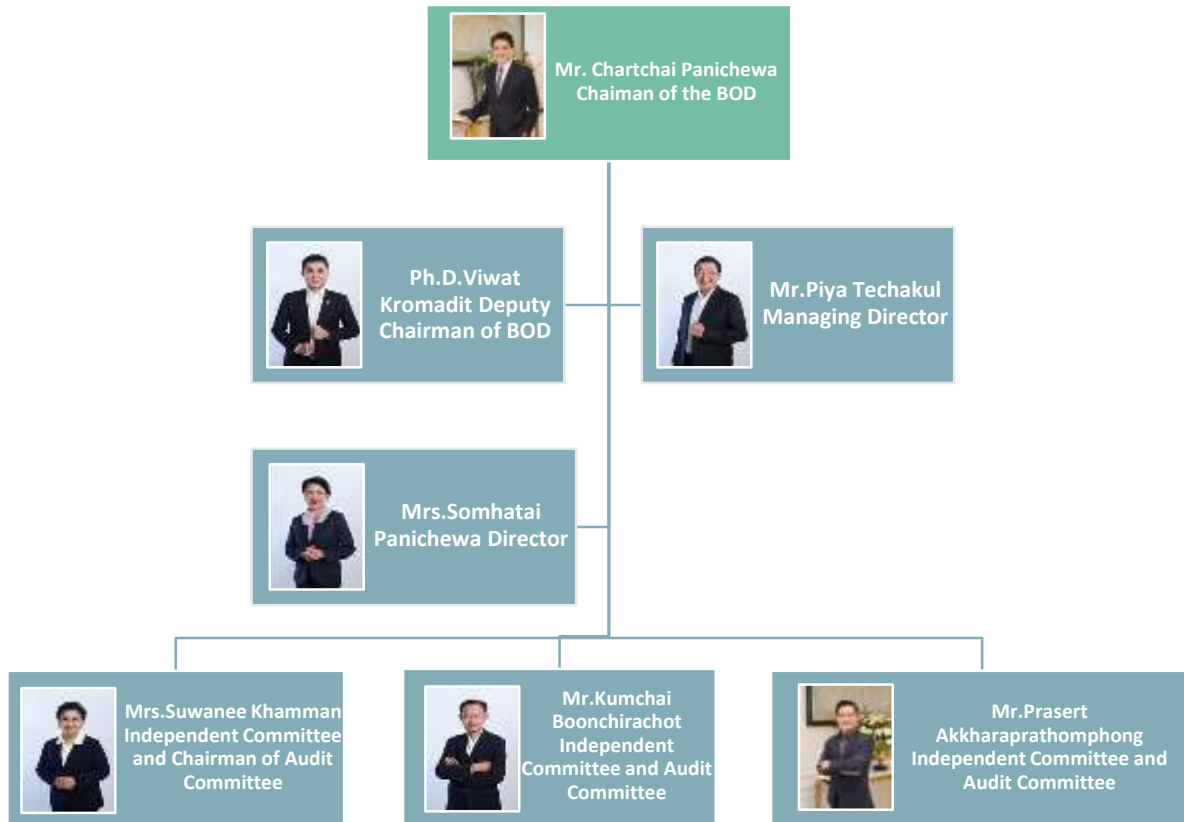 Mr. Chartchai Panichewa
Chaiman of the BOD
Ph.D.Viwat
Kromadit Deputy
Chairman of BOD
Mr.Piya Techakul
Managing Director
Mrs.Somhatai
Panichewa Director
Mrs.Suwanee Khamman
Independent Committee
and Chairman of Audit
Committee
Mr.Kumchai
Boonchirachot
Independent
Committee and Audit
Committee
Mr.Prasert
Akkharaprathomphong
Independent Committee and
Audit Committee